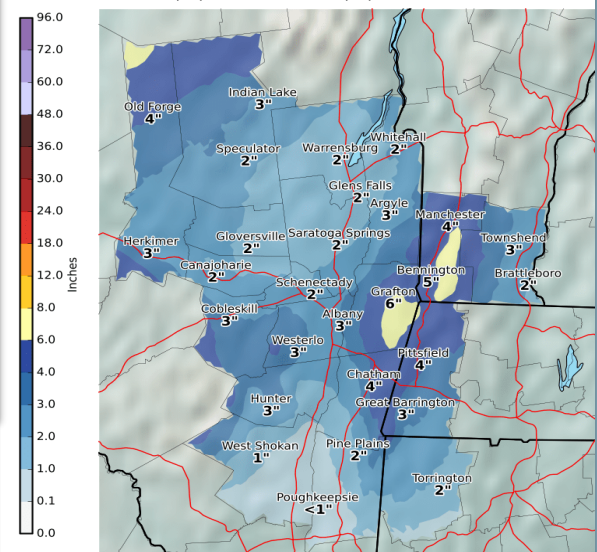 96.0
72.0
60.0
48.0
36.0
30.0
24.0
18.0
12.0
8.0
6.0
4.0
3.0
2.0
1.0
0.1
0.0
Inches
Old Forge
4"
Indian Lake
3"
Speculator
2"
Warrensburg
2"
Whitehall
2"
Glens Falls
2"
Argyle
3"
Manchester
4"
Herkimer
3"
Gloversville
2"
Saratoga Springs
2"
Townshend
3"
Canajoharie
2"
Schenectady
2"
Bennington
5"
Brattleboro
2"
Grafton
6"
Cobleskill
3"
Albany
3"
Westerlo
3"
Pittsfield
4"
Chatham
4"
Hunter
3"
Great Barrington
3"
West Shokan
1"
Pine Plains
2"
Torrington
2"
Poughkeepsie
<1"